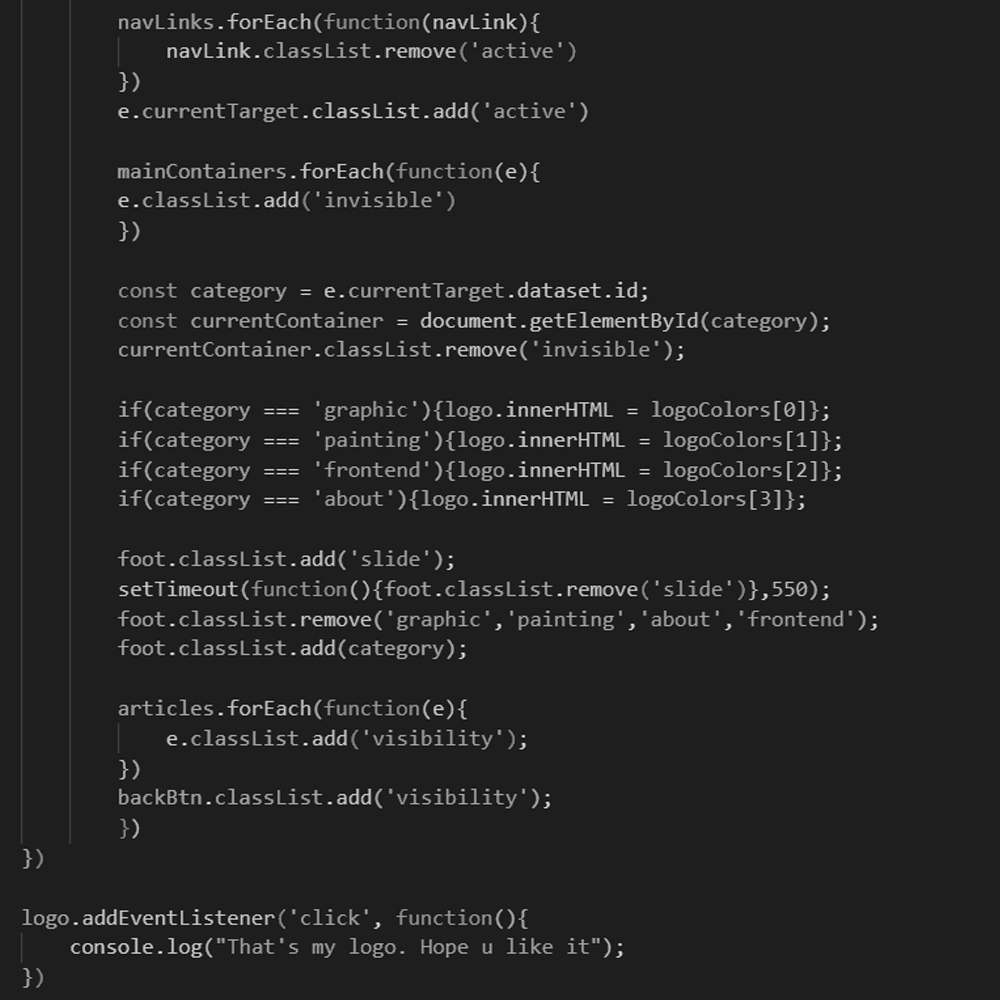 navLinks.forEach(function(navLink){
navLink.classList.remove('active')
})
e.currentTarget.classList.add('active')
mainContainers.forEach(function(e){
e.classList.add('invisible')
})
const category = e.currentTarget.dataset.id;
const currentContainer = document.getElementById(category);
currentContainer.classList.remove('invisible');
if(category === 'graphic'){logo.innerHTML = logoColors[0]};
if(category === 'painting'){logo.innerHTML = logoColors[1]};
if(category === 'frontend'){logo.innerHTML = logoColors[2]};
if(category === 'about'){logo.innerHTML = logoColors[3]};
foot.classList.add('slide');
setTimeout(function(){foot.classList.remove('slide')},550);
foot.classList.remove('graphic','painting','about','frontend');
foot.classList.add(category);
articles.forEach(function(e){
e.classList.add('visibility');
})
backBtn.classList.add('visibility');
})
})
logo.addEventListener('click', function(){
console.log("That's my logo. Hope u like it");
})